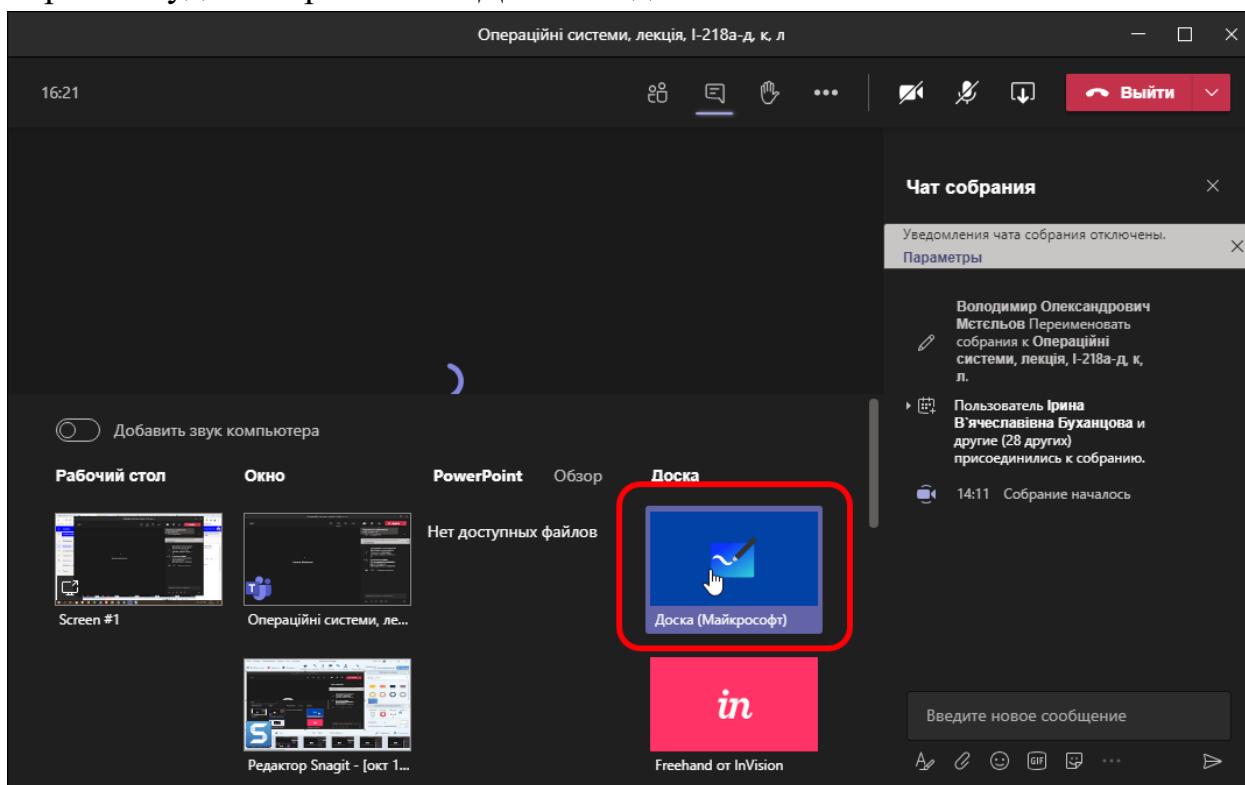 Операційні системи, лекція, І-218а-д, к, л
16:21
Выйти
Чат собрания
Уведомления чата собрания отключены.
Параметры
Володимир Олександрович
Мєтєльов Переименовать
собрания к Операційні
системи, лекція, І-218а-д, к,
л.
Пользователь Ірина
В`ячеславівна Буханцова и
другие (28 других)
присоединились к собранию.
14:11 Собрание началось
Добавить звук компьютера
Рабочий стол
Окно
PowerPoint Обзор
Доска
Нет доступных файлов
Screen #1
Операційні системи, ле...
Доска (Майкрософт)
in
Редактор Snagit - [окт 1...
Freehand от InVision
Введите новое сообщение
GIF